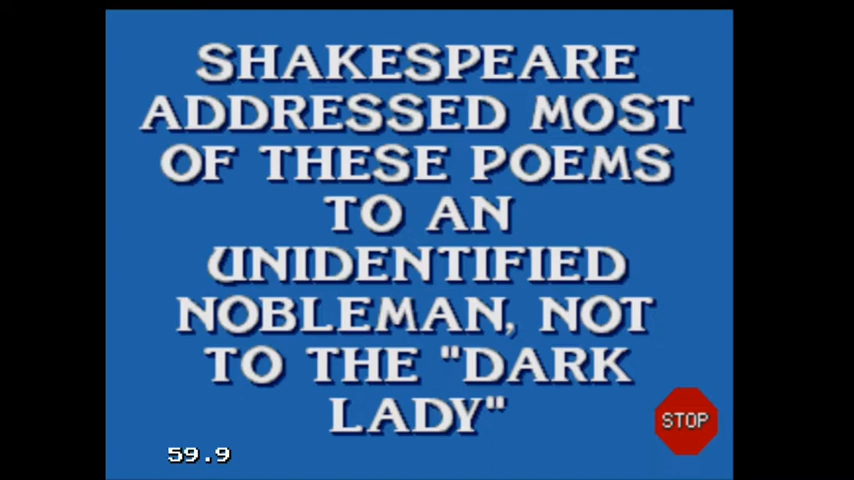 SHAKESPEARE
ADDRESSED MOST
OF THESE POEMS
TO AN
UNIDENTIFIED
NOBLEMAN, NOT
TO THE "DARK
LADY"
STOP
59.9